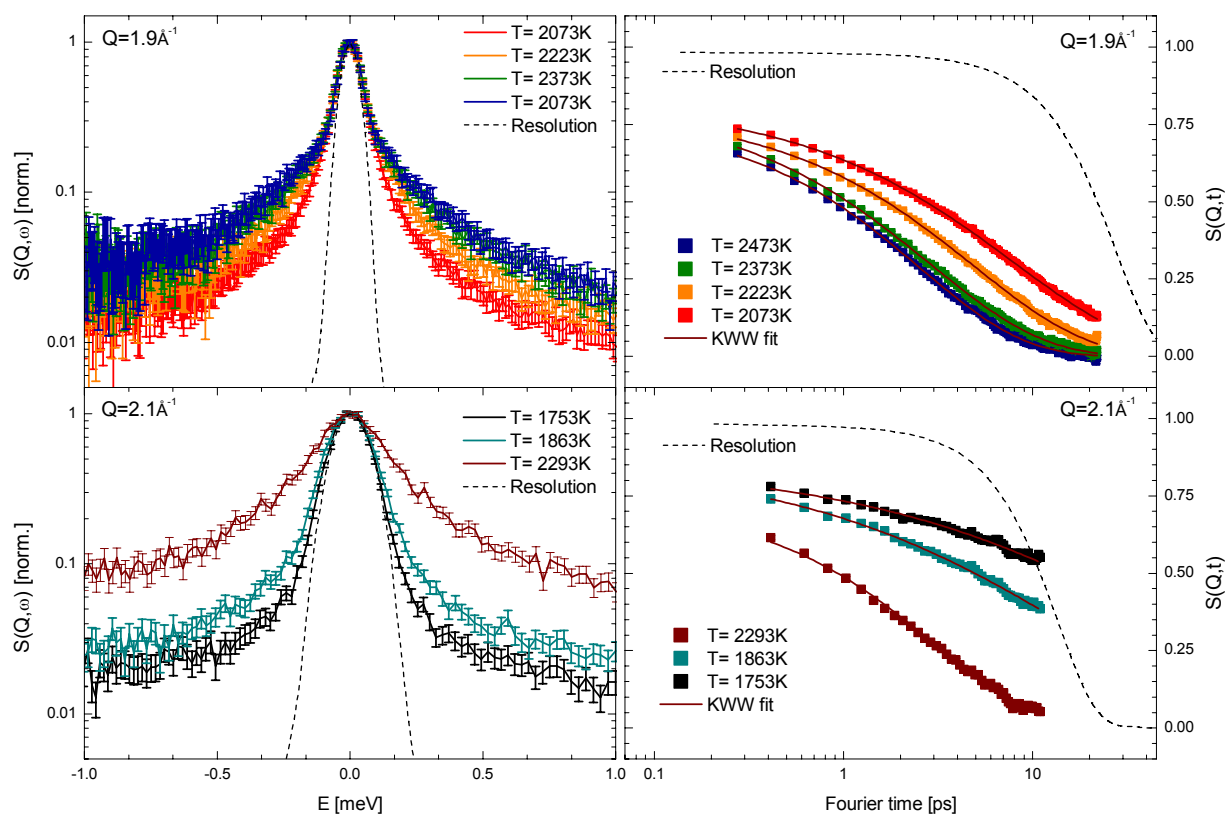 Q=1.9Å-1
T= 2073K
T= 2223K
T= 2373K
T= 2073K
Resolution
1
0.1
0.01
S(Q,ω) [norm.]
Q=1.9Å-1
Resolution
T= 2473K
T= 2373K
T= 2223K
T= 2073K
KWW fit
1.00
0.75
0.50
0.25
0.00
S(Q,t)
Q=2.1Å-1
T= 1753K
T= 1863K
T= 2293K
Resolution
1
0.1
0.01
S(Q,ω) [norm.]
-1.0
-0.5
0.0
0.5
1.0
E [meV]
Q=2.1Å-1
Resolution
T= 2293K
T= 1863K
T= 1753K
KWW fit
1.00
0.75
0.50
0.25
0.00
S(Q,t)
0.1
1
10
Fourier time [ps]